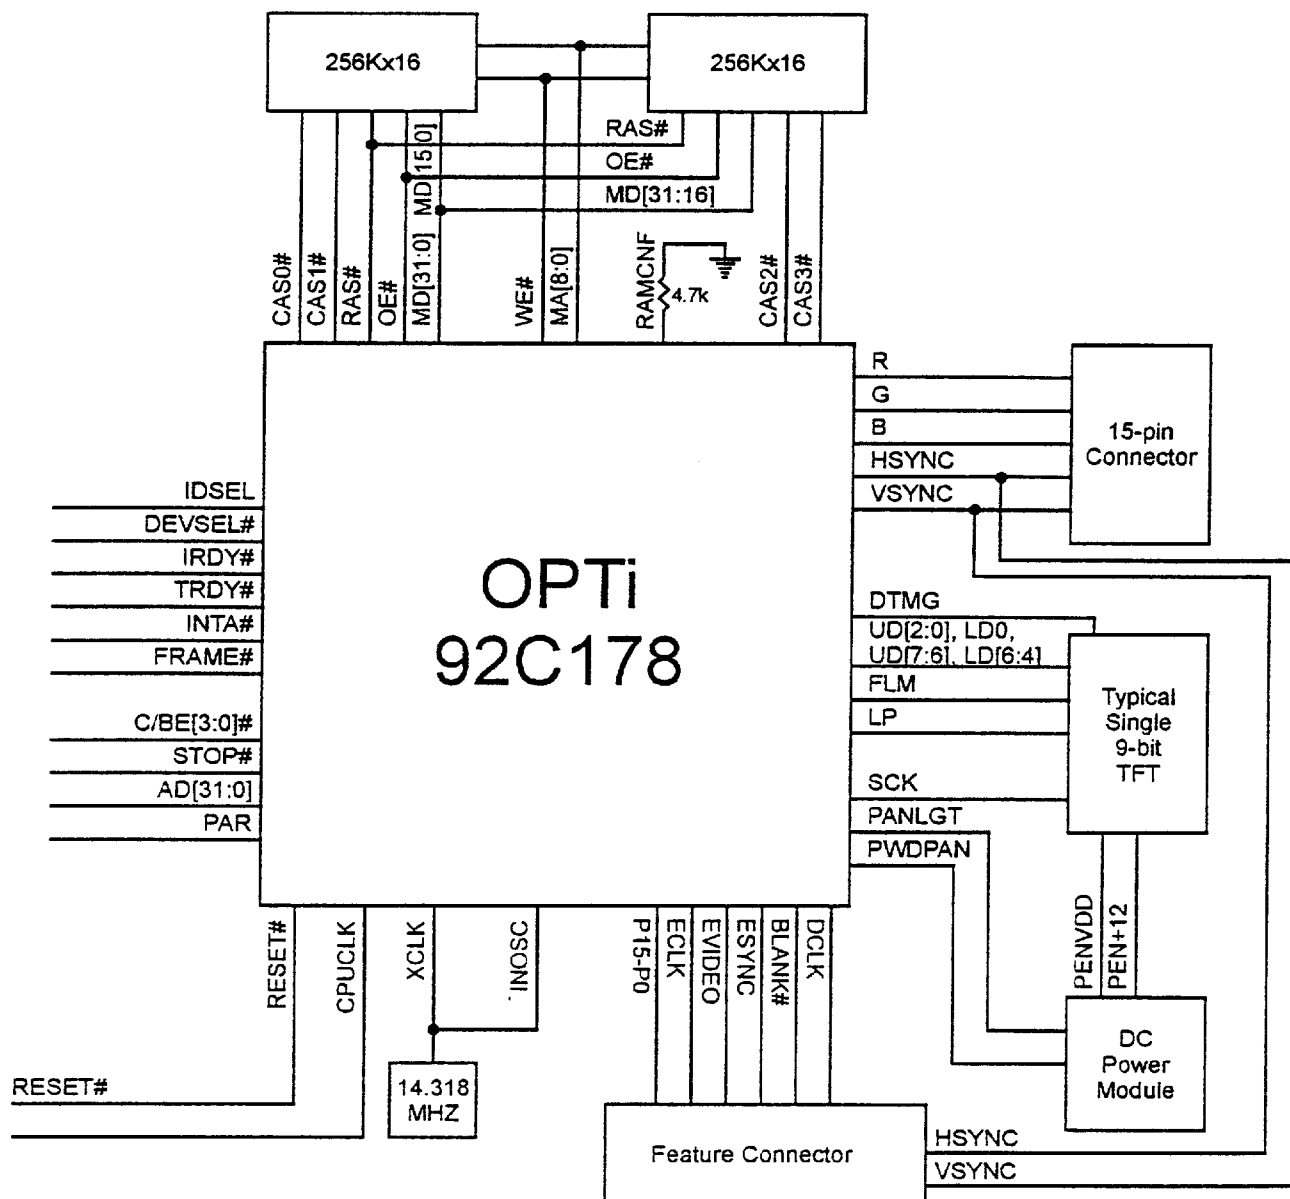 256Kx16
256Kx16
RAS#
OE#
MD[31:16]
MD[15:0]
CAS0#
CAS1#
RAS#
OE#
MD[31:0]
WE#
MA[8:0]
RAMCNF
4.7k
CAS2#
CAS3#
R
G
B
HSYNC
VSYNC
15-pin
Connector
IDSEL
DEVSEL#
IRDY#
TRDY#
INTA#
FRAME#
C/BE[3:0]#
STOP#
AD[31:0]
PAR
OPTi
92C178
DTMG
UD[2:0], LD0,
UD[7:6], LD[6:4]
FLM
LP
SCK
PANLGT
PWDPAN
Typical
Single
9-bit
TFT
RESET#
CPUCLK
XCLK
INOSC
P15-P0
ECLK
EVIDEO
ESYNC
BLANK#
DCLK
PENVDD
PEN+12
DC
Power
Module
RESET#
14.318
MHZ
Feature Connector
HSYNC
VSYNC